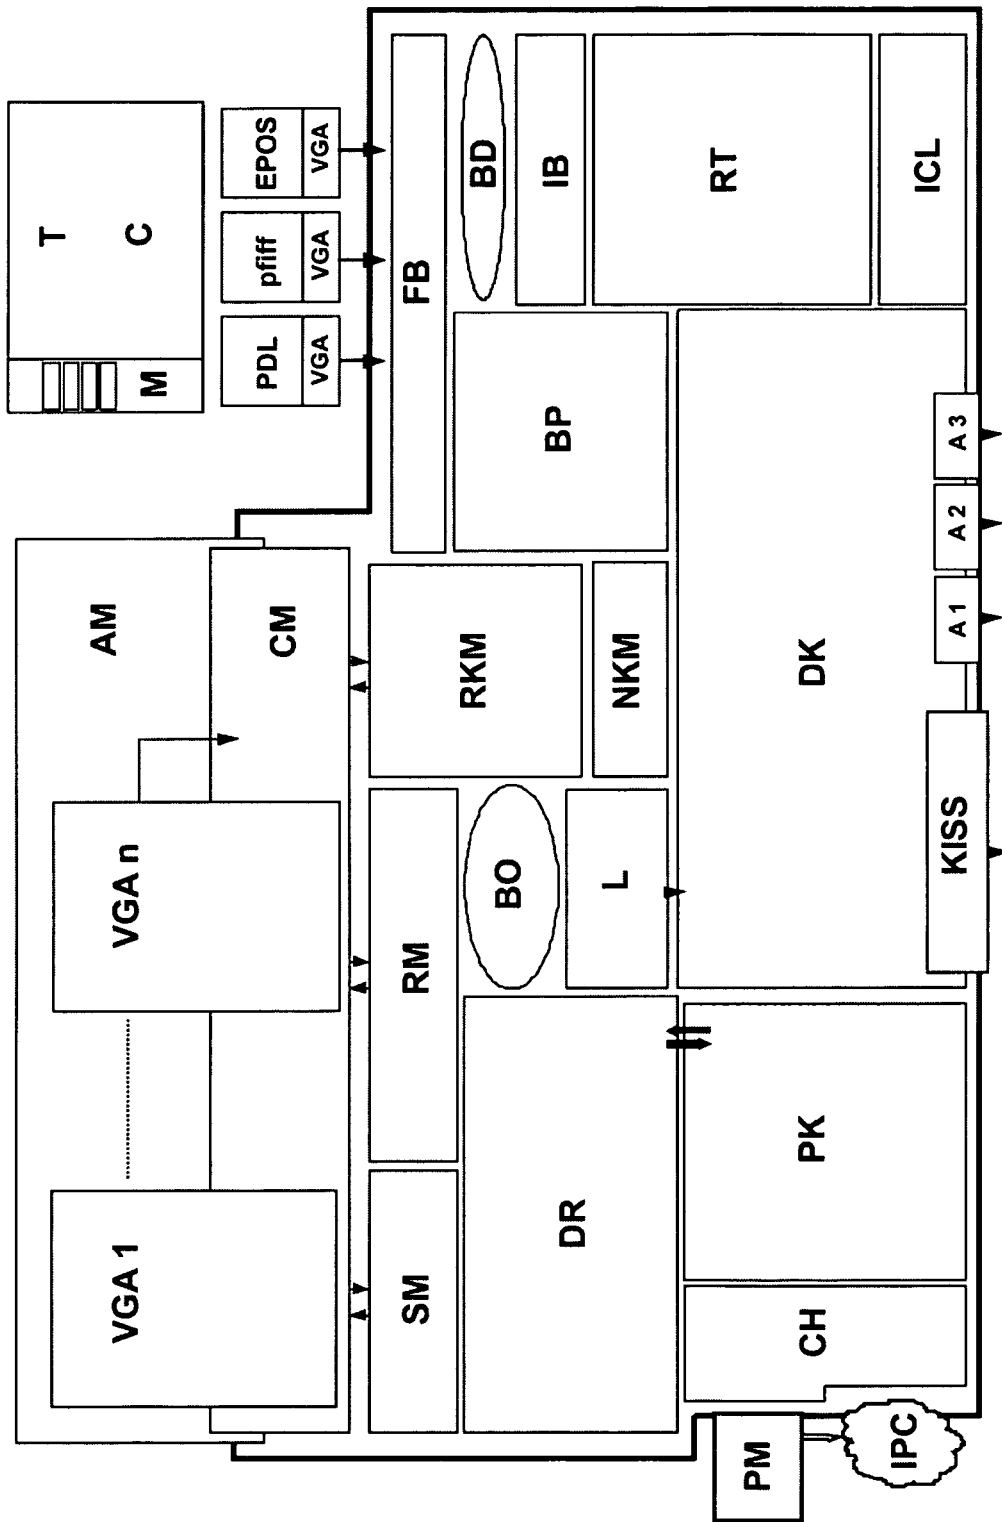 T
C
M
EPOS
VGA
pfiff
VGA
PDL
VGA
AM
CM
VGA n
VGA 1
FB
BD
IB
RT
ICL
BP
RKM
NKM
DK
RM
BO
L
SM
DR
PK
CH
PM
IPC
KISS
A 1
A 2
A 3